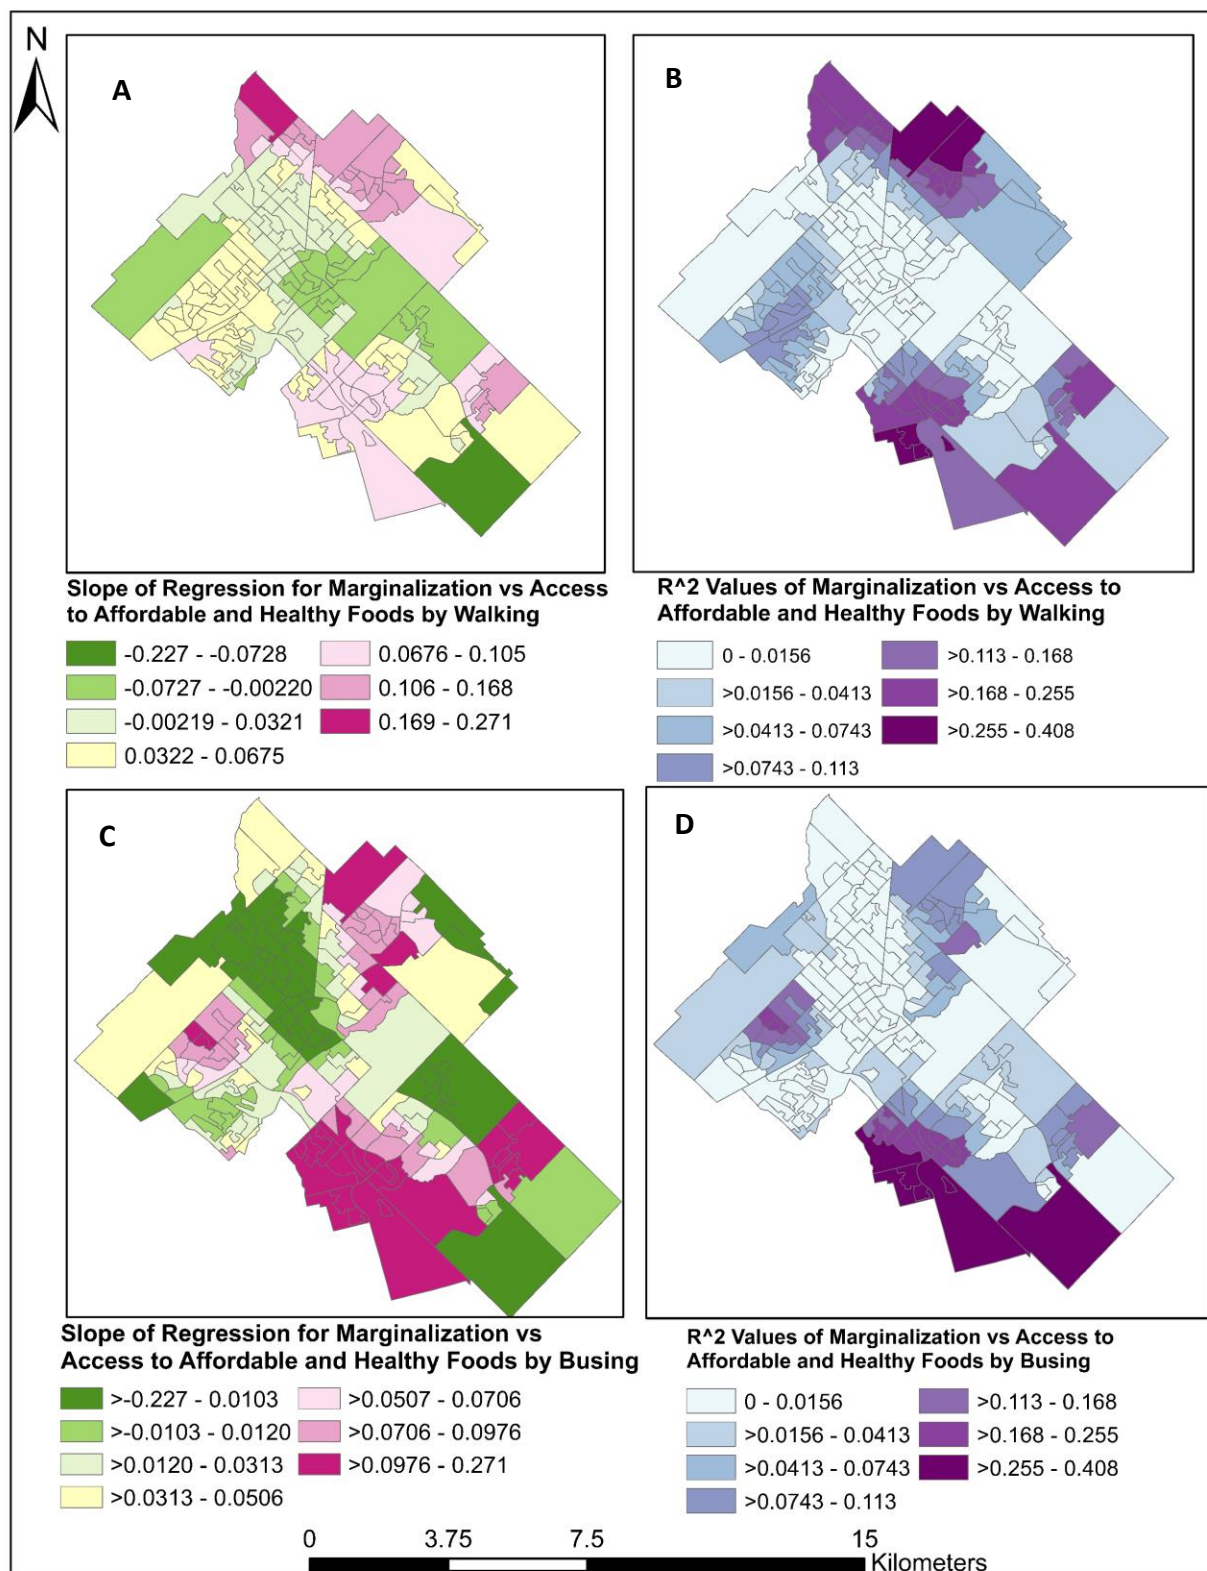 N
A
B
Slope of Regression for Marginalization vs Access
to Affordable and Healthy Foods by Walking
-0.227 - -0.0728
0.0676 - 0.105
-0.0727 - -0.00220
0.106 - 0.168
-0.00219 - 0.0321
0.169 - 0.271
0.0322 - 0.0675
R^2 Values of Marginalization vs Access to
Affordable and Healthy Foods by Walking
0 - 0.0156
>0.113 - 0.168
>0.0156 - 0.0413
>0.168 - 0.255
>0.0413 - 0.0743
>0.255 - 0.408
>0.0743 - 0.113
C
D
Slope of Regression for Marginalization vs
Access to Affordable and Healthy Foods by Busing
>-0.227 - 0.0103
>0.0507 - 0.0706
>-0.0103 - 0.0120
>0.0706 - 0.0976
>0.0120 - 0.0313
>0.0976 - 0.271
>0.0313 - 0.0506
R^2 Values of Marginalization vs Access to
Affordable and Healthy Foods by Busing
0 - 0.0156
>0.113 - 0.168
>0.0156 - 0.0413
>0.168 - 0.255
>0.0413 - 0.0743
>0.255 - 0.408
>0.0743 - 0.113
0 3.75 7.5 15
Kilometers